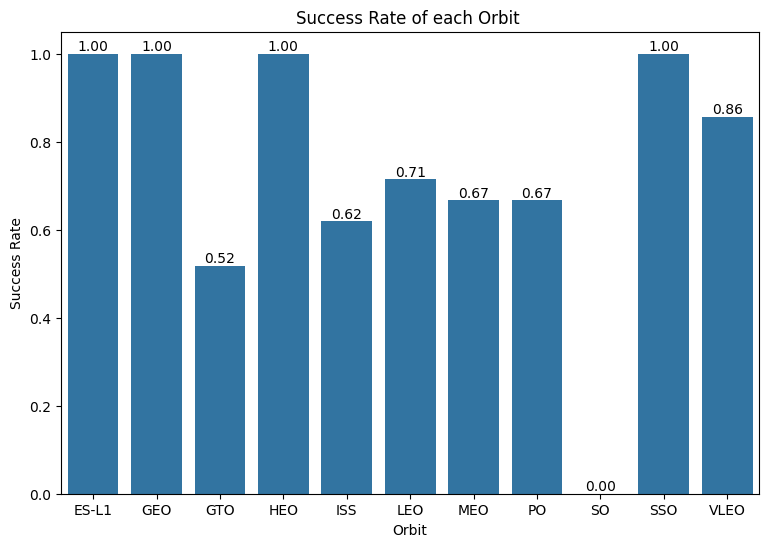 Success Rate of each Orbit
1.00 1.00 1.00 1.00
0.86
0.71
0.67 0.67
0.62
0.52
0.00
1.0
0.8
0.6
0.4
0.2
0.0
Success Rate
ES-L1 GEO GTO HEO ISS LEO MEO PO SO SSO VLEO
Orbit